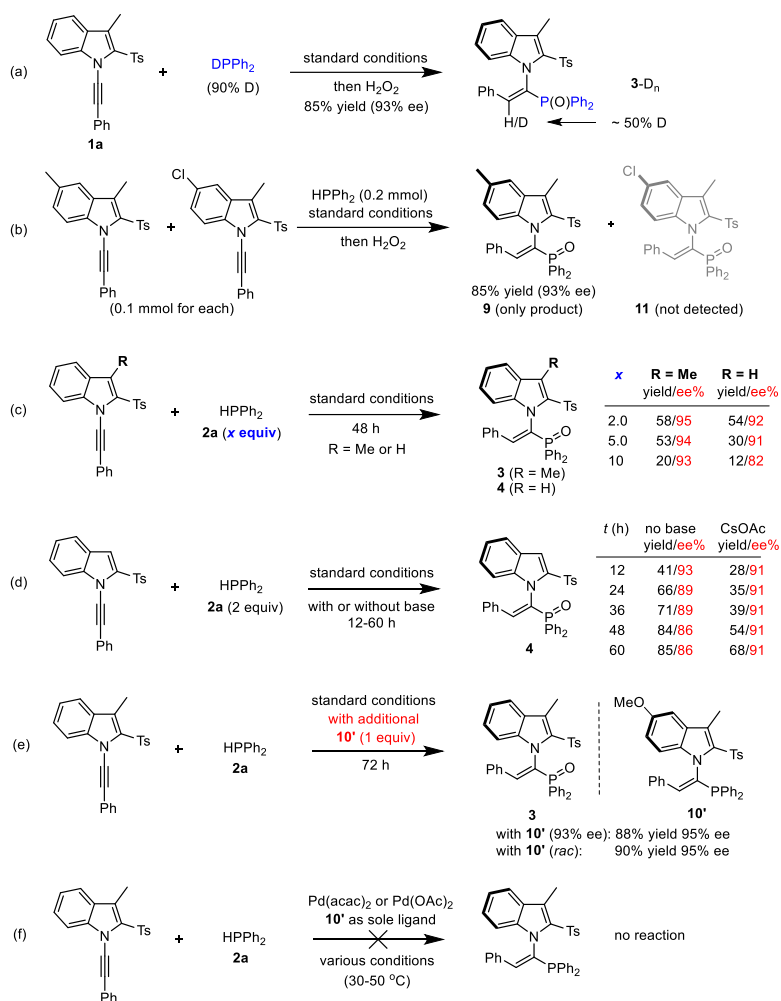 (a)
Ts
N
Ph
1a
+
DPPh2
(90% D)
standard conditions
then H2O2
85% yield (93% ee)
Ts
N
Ph
P(O)Ph2
H/D
3-Dn
~ 50% D
(b)
Ts
N
Ph
+
Cl
Ts
N
Ph
(0.1 mmol for each)
HPPh2 (0.2 mmol)
standard conditions
then H2O2
Ts
N
Ph
P
O
Ph2
85% yield (93% ee)
9 (only product)
+
Cl
Ts
N
Ph
P
O
Ph2
11 (not detected)
(c)
R
Ts
N
Ph
+
HPPh2
2a (x equiv)
standard conditions
48 h
R = Me or H
R
Ts
N
Ph
P
O
Ph2
3 (R = Me)
4 (R = H)
x R = Me R = H
yield/ee% yield/ee%
2.0 58/95 54/92
5.0 53/94 30/91
10 20/93 12/82
(d)
Ts
N
Ph
+
HPPh2
2a (2 equiv)
standard conditions
with or without base
12-60 h
Ts
N
Ph
P
O
Ph2
4
t (h) no base CsOAc
yield/ee% yield/ee%
12 41/93 28/91
24 66/89 35/91
36 71/89 39/91
48 84/86 54/91
60 85/86 68/91
(e)
Ts
N
Ph
+
HPPh2
2a
standard conditions
with additional
10' (1 equiv)
72 h
Ts
N
Ph
P
O
Ph2
3
MeO
Ts
N
Ph
PPh2
10'
with 10' (93% ee): 88% yield 95% ee
with 10' (rac): 90% yield 95% ee
(f)
Ts
N
Ph
+
HPPh2
2a
Pd(acac)2 or Pd(OAc)2
10' as sole ligand
various conditions
(30-50 °C)
Ts
N
Ph
PPh2
no reaction